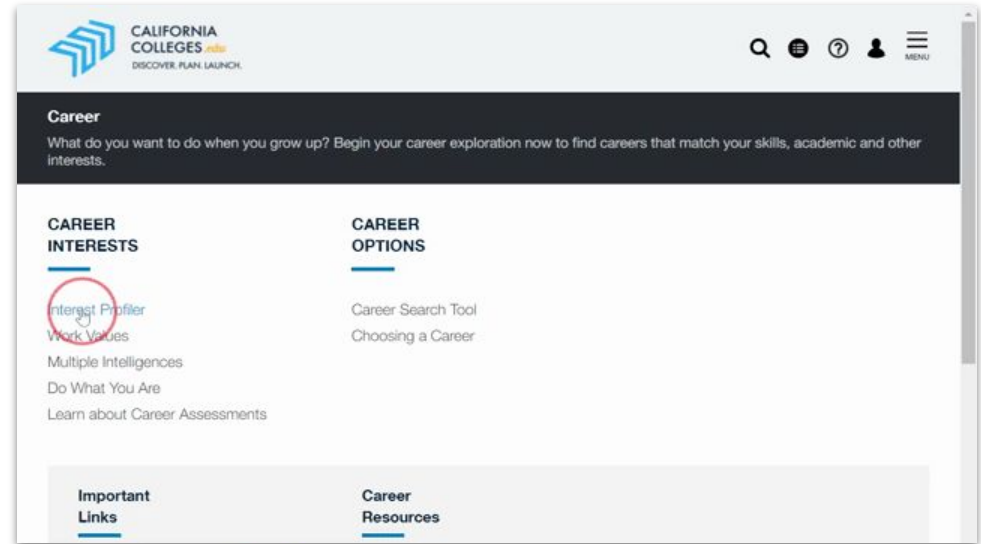 CALIFORNIA
COLLEGES.edu
DISCOVER. PLAN. LAUNCH.
MENU
Career
What do you want to do when you grow up? Begin your career exploration now to find careers that match your skills, academic and other
interests.
CAREER
INTERESTS
Interest Profiler
Work Values
Multiple Intelligences
Do What You Are
Learn about Career Assessments
CAREER
OPTIONS
Career Search Tool
Choosing a Career
Important
Links
Career
Resources